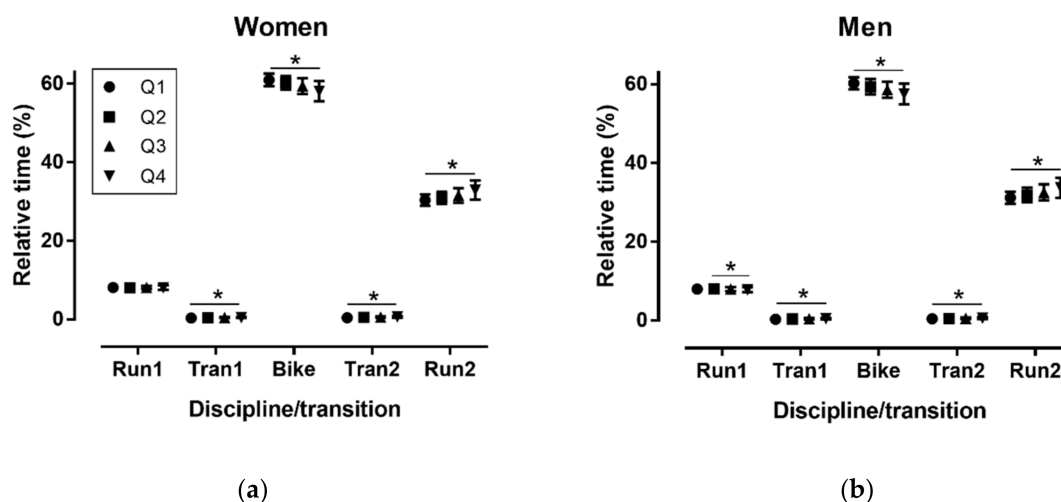 Women
Relative time (%)
60
40
20
0
Q1
Q2
Q3
Q4
*
*
*
*
Run1 Tran1 Bike Tran2 Run2
Discipline/transition
(a)
Men
Relative time (%)
60
40
20
0
*
*
*
*
*
Run1 Tran1 Bike Tran2 Run2
Discipline/transition
(b)